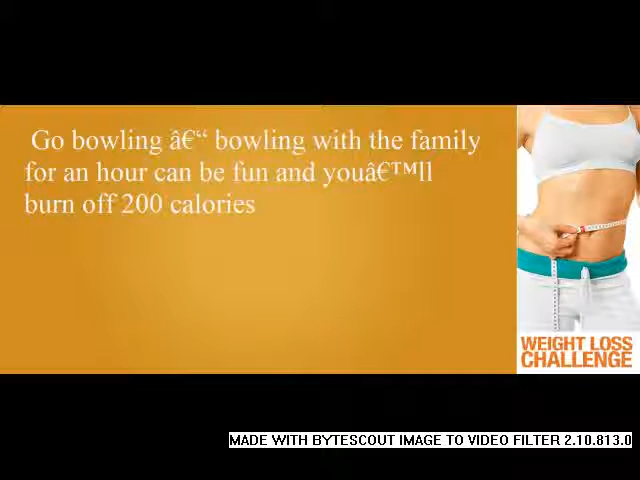 Go bowling â€“ bowling with the family
for an hour can be fun and youâ€™ll
burn off 200 calories
WEIGHT LOSS
CHALLENGE
MADE WITH BYTESCOUT IMAGE TO VIDEO FILTER 2.10.813.0